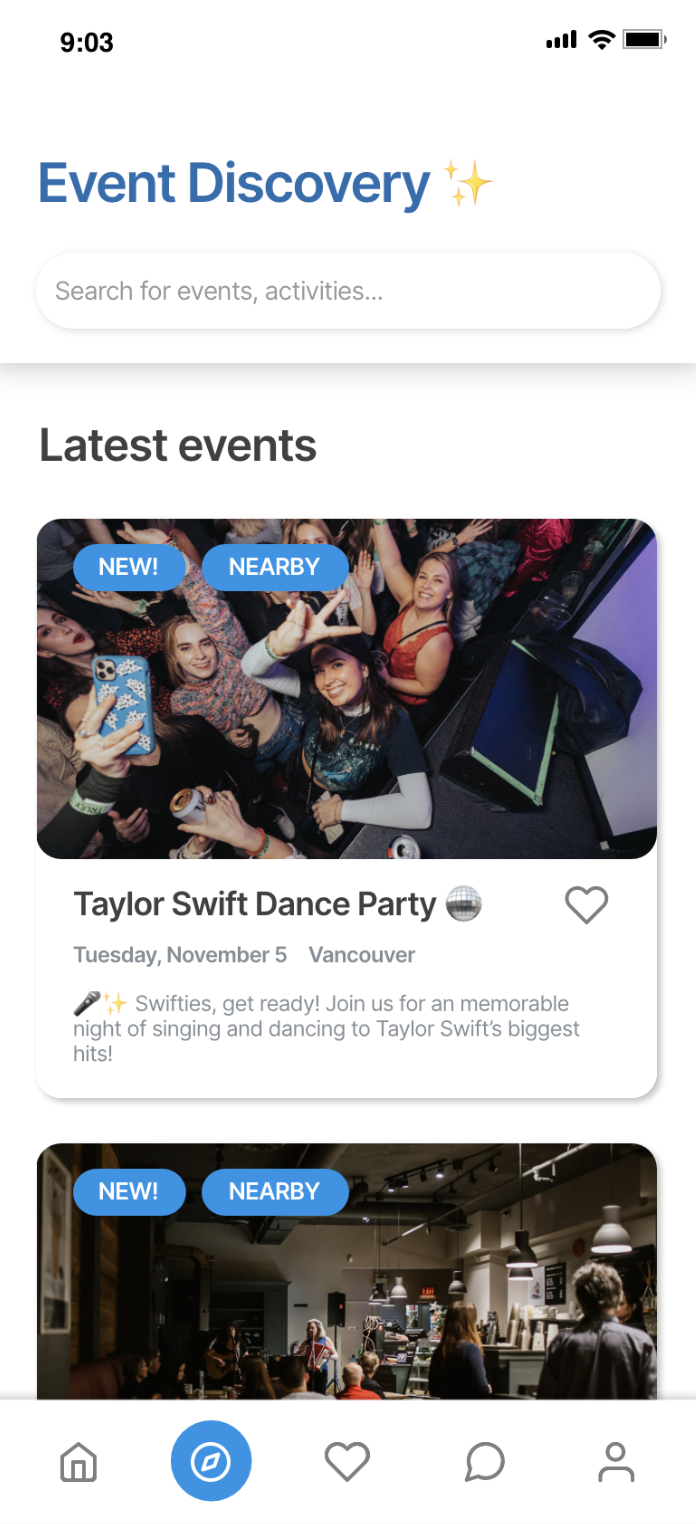 9:03
Event Discovery ✨
Search for events, activities...
Latest events
NEW! NEARBY
TRULY
Taylor Swift Dance Party 🪩
Tuesday, November 5 Vancouver
🎤✨ Swifties, get ready! Join us for an memorable
night of singing and dancing to Taylor Swift's biggest
hits!
NEW! NEARBY
EXIT